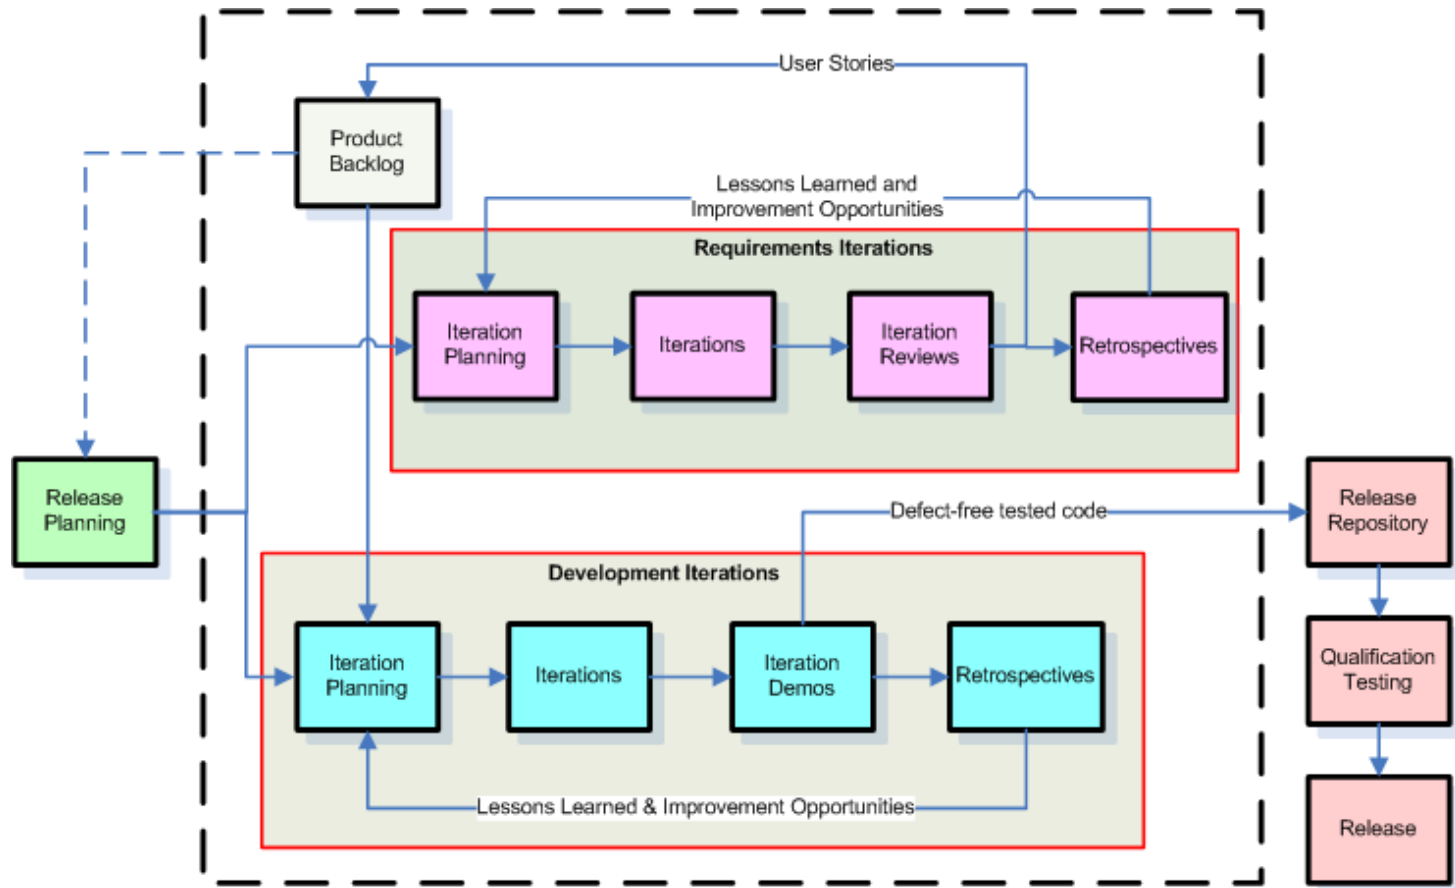 User Stories
Product
Backlog
Lessons Learned and
Improvement Opportunities
Requirements Iterations
Iteration
Planning
Iterations
Iteration
Reviews
Retrospectives
Release
Planning
Defect-free tested code
Release
Repository
Development Iterations
Iteration
Planning
Iterations
Iteration
Demos
Retrospectives
Qualification
Testing
Lessons Learned & Improvement Opportunities
Release